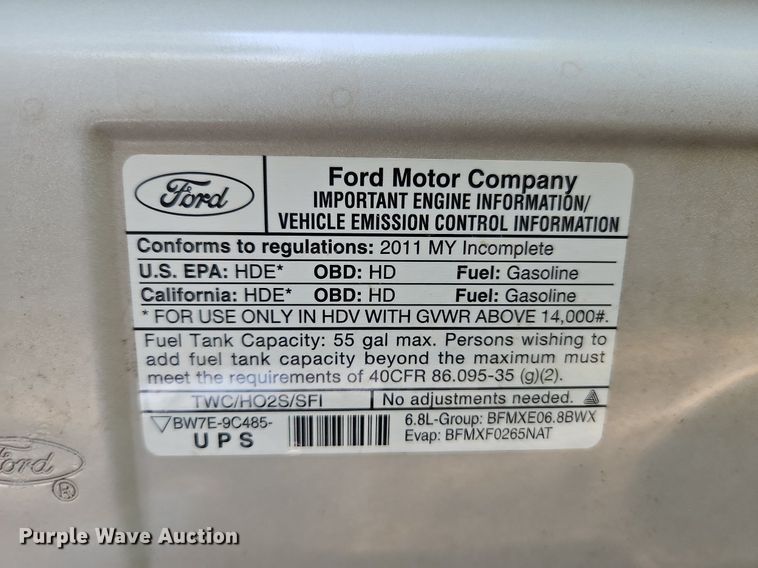 Ford
Ford Motor Company
IMPORTANT ENGINE INFORMATION/
VEHICLE EMISSION CONTROL INFORMATION
Conforms to regulations: 2011 MY Incomplete
U.S. EPA: HDE* OBD: HD Fuel: Gasoline
California: HDE* OBD: HD Fuel: Gasoline
* FOR USE ONLY IN HDV WITH GVWR ABOVE 14,000#.
Fuel Tank Capacity: 55 gal max. Persons wishing to
add fuel tank capacity beyond the maximum must
meet the requirements of 40CFR 86.095-35 (g)(2).
TWC/HO2S/SFI No adjustments needed.
BW7E-9C485- 6.8L-Group: BFMXE06.8BWX
UPS Evap: BFMXF0265NAT
Ford
®
Purple Wave Auction